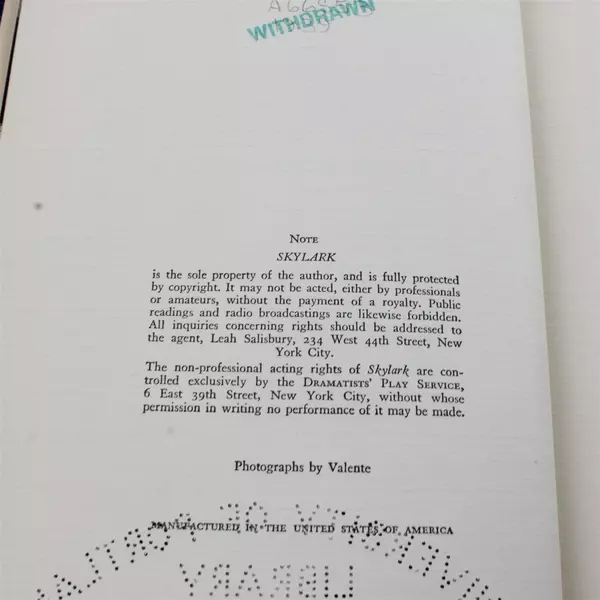 WITHDRAWN
NOTE
SKYLARK
is the sole property of the author, and is fully protected
by copyright. It may not be acted, either by professionals
or amateurs, without the payment of a royalty. Public
readings and radio broadcastings are likewise forbidden.
All inquiries concerning rights should be addressed to
the agent, Leah Salisbury, 234 West 44th Street, New
York City.
The non-professional acting rights of Skylark are con-
trolled exclusively by the DRAMATISTS' PLAY SERVICE,
6 East 39th Street, New York City, without whose
permission in writing no performance of it may be made.
Photographs by Valente
MANUFACTURED IN THE UNITED STATES OF AMERICA
LIBRARY